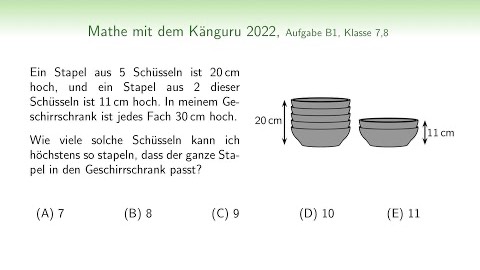 Mathe mit dem Känguru 2022, Aufgabe B1, Klasse 7,8
Ein Stapel aus 5 Schüsseln ist 20 cm
hoch, und ein Stapel aus 2 dieser
Schüsseln ist 11 cm hoch. In meinem Ge-
schirrschrank ist jedes Fach 30 cm hoch.
Wie viele solche Schüsseln kann ich
höchstens so stapeln, dass der ganze Sta-
pel in den Geschirrschrank passt?
20 cm
11 cm
(A) 7 (B) 8 (C) 9 (D) 10 (E) 11